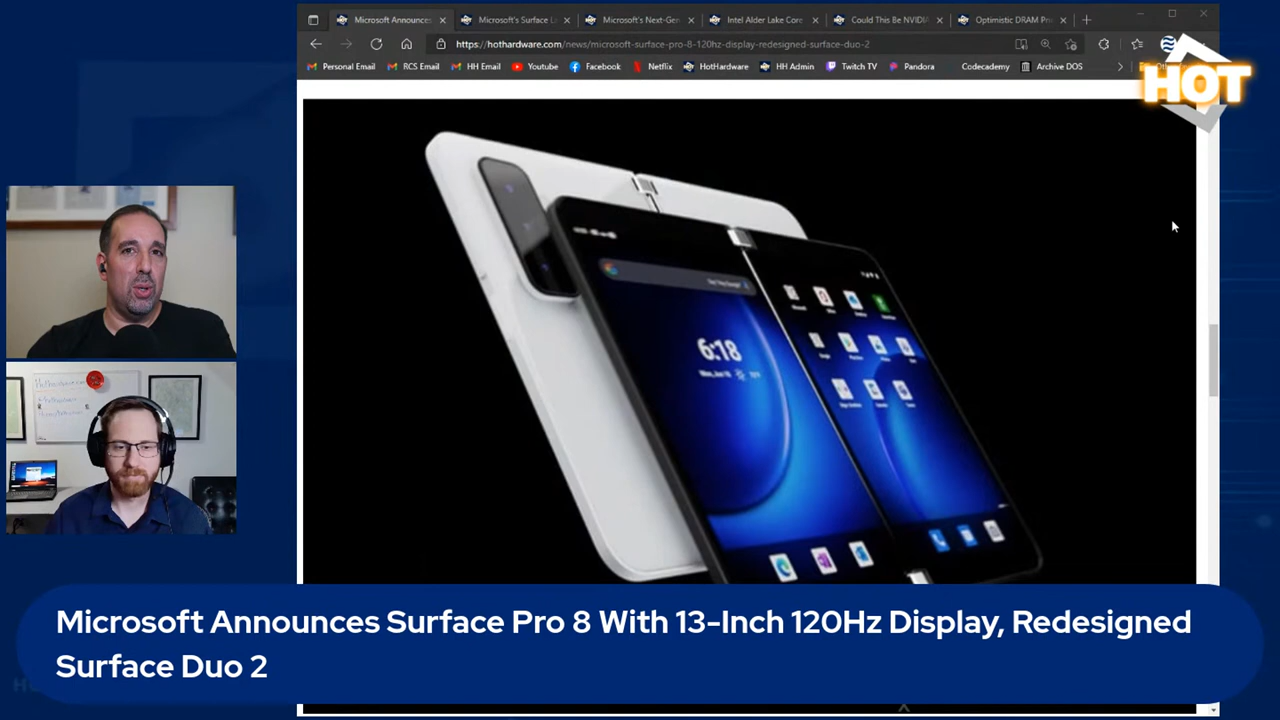 Microsoft Announces
Microsoft's Surface L
Microsoft's Next-Gen
Intel Alder Lake Core
Could This Be NVIDIA
Optimistic DRAM Pri
https://hothardware.com/news/microsoft-surface-pro-8-120hz-display-redesigned-surface-duo-2
Personal Email
RCS Email
HH Email
Youtube
Facebook
Netflix
HotHardware
HH Admin
Twitch TV
Pandora
Codecademy
Archive DOS
HOT
6:18
Microsoft Announces Surface Pro 8 With 13-Inch 120Hz Display, Redesigned
Surface Duo 2